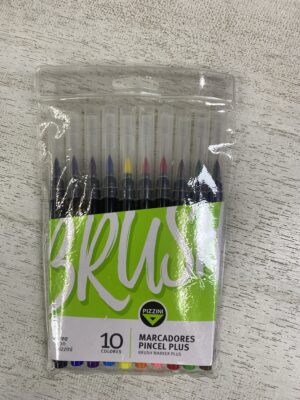 BRUSH
PIZZINI
10
COLORES
MARCADORES
PINCEL PLUS
BRUSH MARKER PLUS